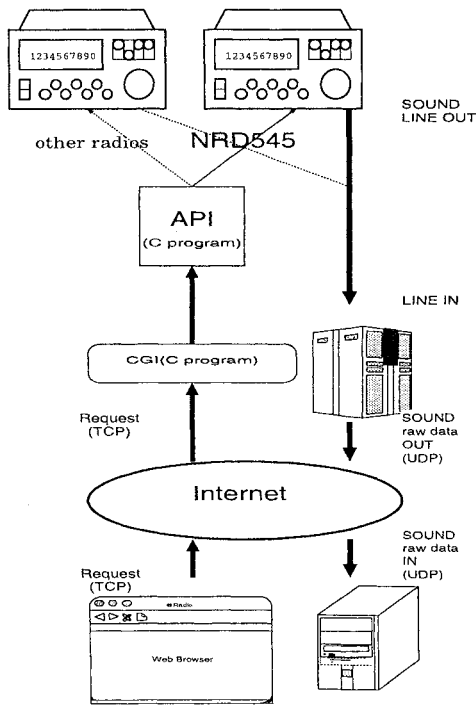 1234567890
1234567890
SOUND
LINE OUT
other radios
NRD545
API
(C program)
LINE IN
CGI(C program)
Request
(TCP)
SOUND
raw data
OUT
(UDP)
Internet
SOUND
raw data
IN
(UDP)
Request
(TCP)
Radio
Web Browser